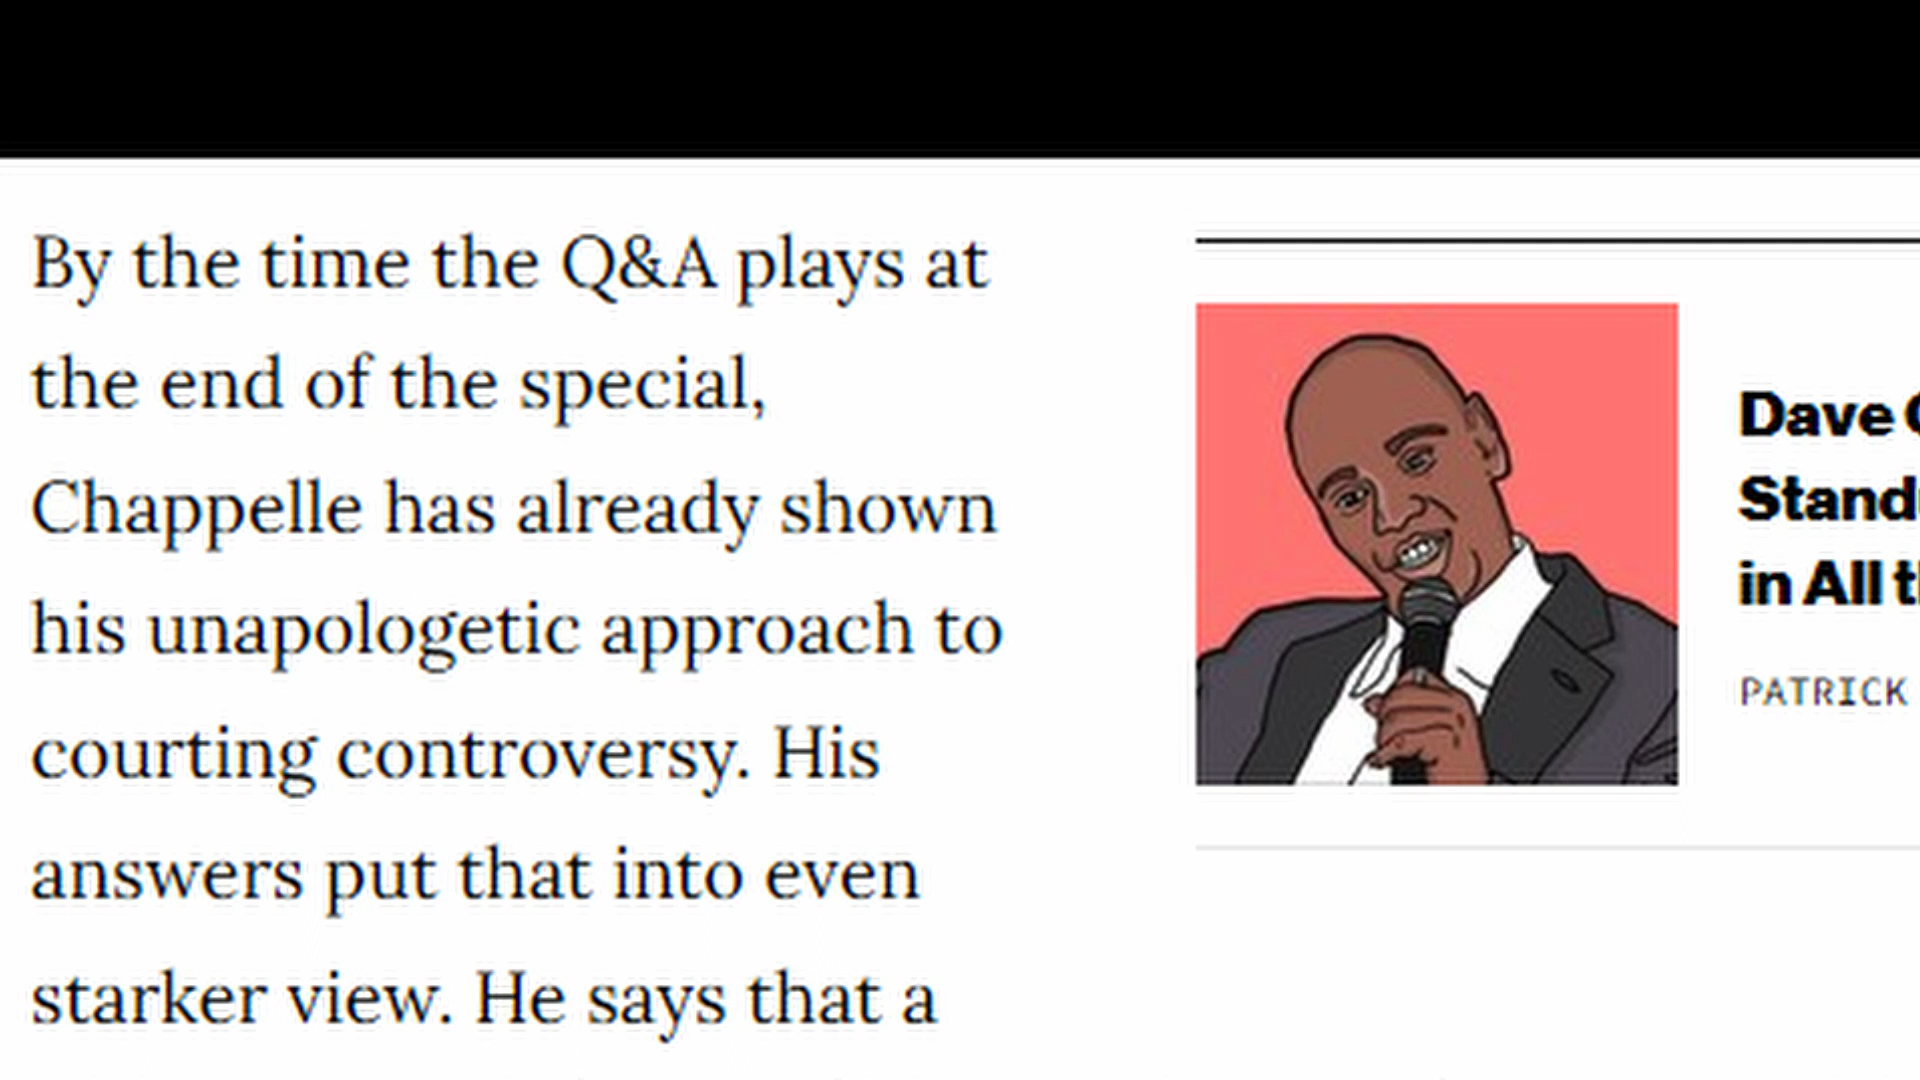 By the time the Q&A plays at
the end of the special,
Chappelle has already shown
his unapologetic approach to
courting controversy. His
answers put that into even
starker view. He says that a
Dave
Stand
in All
PATRICK